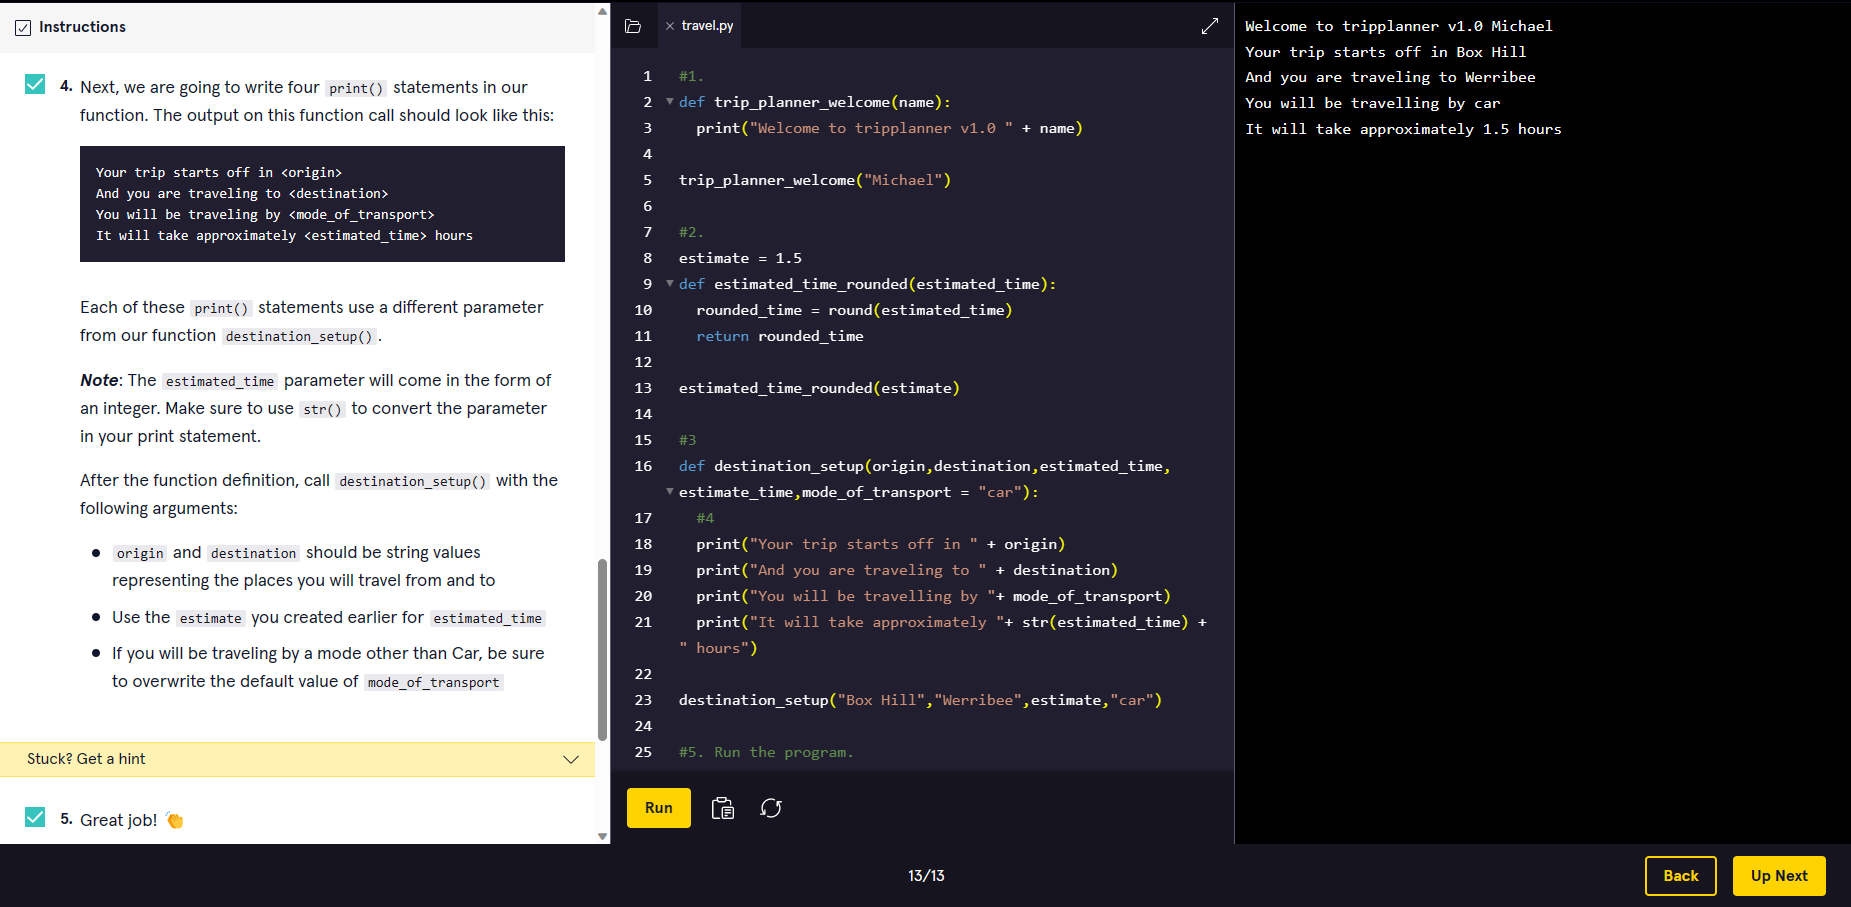 Instructions
4. Next, we are going to write four print() statements in our
function. The output on this function call should look like this:
Your trip starts off in <origin>
And you are traveling to <destination>
You will be traveling by <mode_of_transport>
It will take approximately <estimated_time> hours
Each of these print() statements use a different parameter
from our function destination_setup().
Note: The estimated_time parameter will come in the form of
an integer. Make sure to use str() to convert the parameter
in your print statement.
After the function definition, call destination_setup() with the
following arguments:
● origin and destination should be string values
representing the places you will travel from and to
● Use the estimate you created earlier for estimated_time
● If you will be traveling by a mode other than Car, be sure
to overwrite the default value of mode_of_transport
Stuck? Get a hint
5. Great job! 👏
× travel.py
1 #1.
2 def trip_planner_welcome(name):
3   print("Welcome to tripplanner v1.0 " + name)
4
5 trip_planner_welcome("Michael")
6
7 #2.
8 estimate = 1.5
9 def estimated_time_rounded(estimated_time):
10   rounded_time = round(estimated_time)
11   return rounded_time
12
13 estimated_time_rounded(estimate)
14
15 #3
16 def destination_setup(origin,destination,estimated_time,
estimate_time,mode_of_transport = "car"):
17   #4
18   print("Your trip starts off in " + origin)
19   print("And you are traveling to " + destination)
20   print("You will be travelling by "+ mode_of_transport)
21   print("It will take approximately "+ str(estimated_time) +
" hours")
22
23 destination_setup("Box Hill","Werribee",estimate,"car")
24
25 #5. Run the program.
Run
Welcome to tripplanner v1.0 Michael
Your trip starts off in Box Hill
And you are traveling to Werribee
You will be travelling by car
It will take approximately 1.5 hours
13/13
Back
Up Next